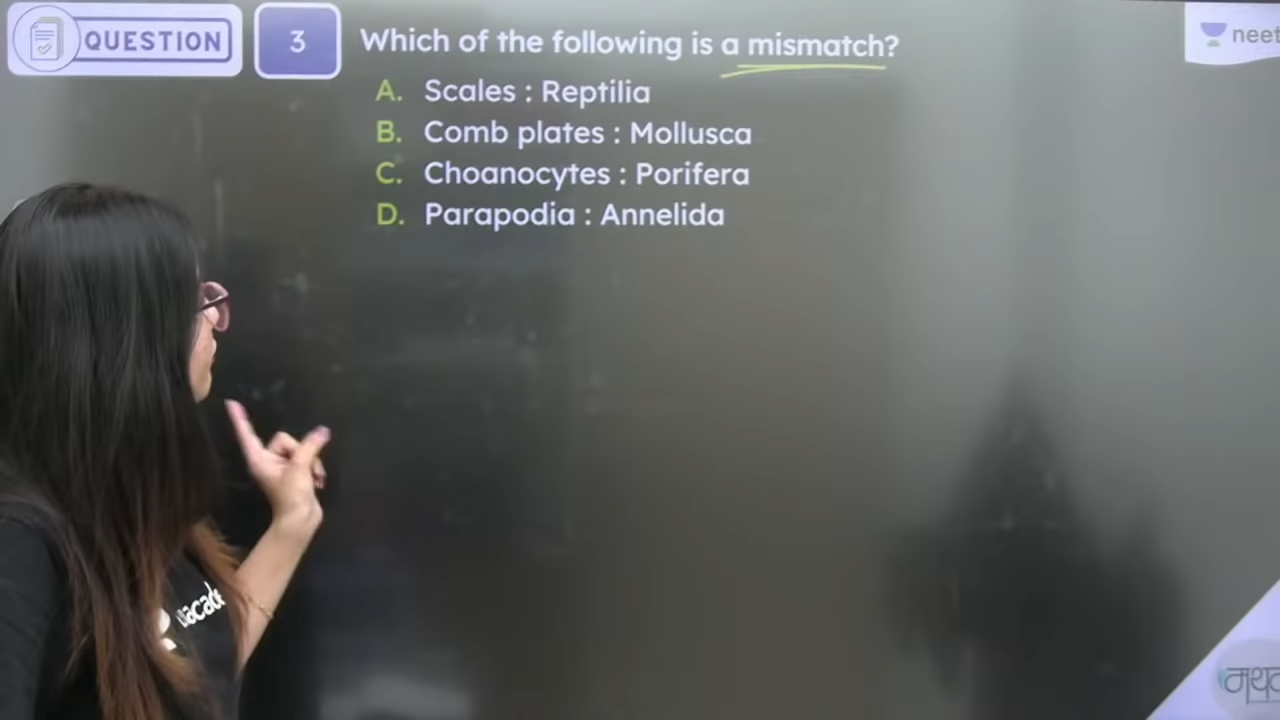 QUESTION
3
Which of the following is a mismatch?
A. Scales : Reptilia
B. Comb plates : Mollusca
C. Choanocytes : Porifera
D. Parapodia : Annelida
neet